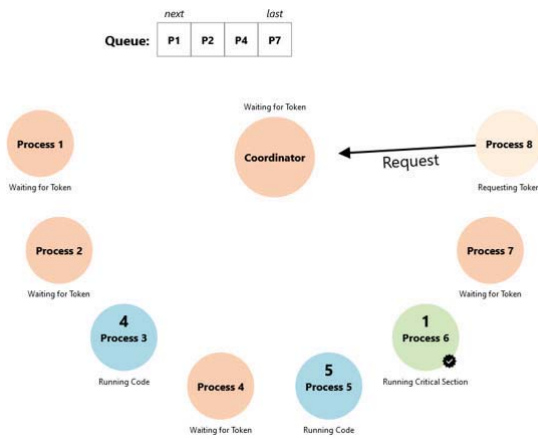 next last
Queue: P1 P2 P4 P7
Waiting for Token
Process 1
Waiting for Token
Coordinator
Request
Process 8
Requesting Token
Process 2
Waiting for Token
Process 7
Waiting for Token
4
Process 3
Running Code
1
Process 6
Running Critical Section
Process 4
Waiting for Token
5
Process 5
Running Code